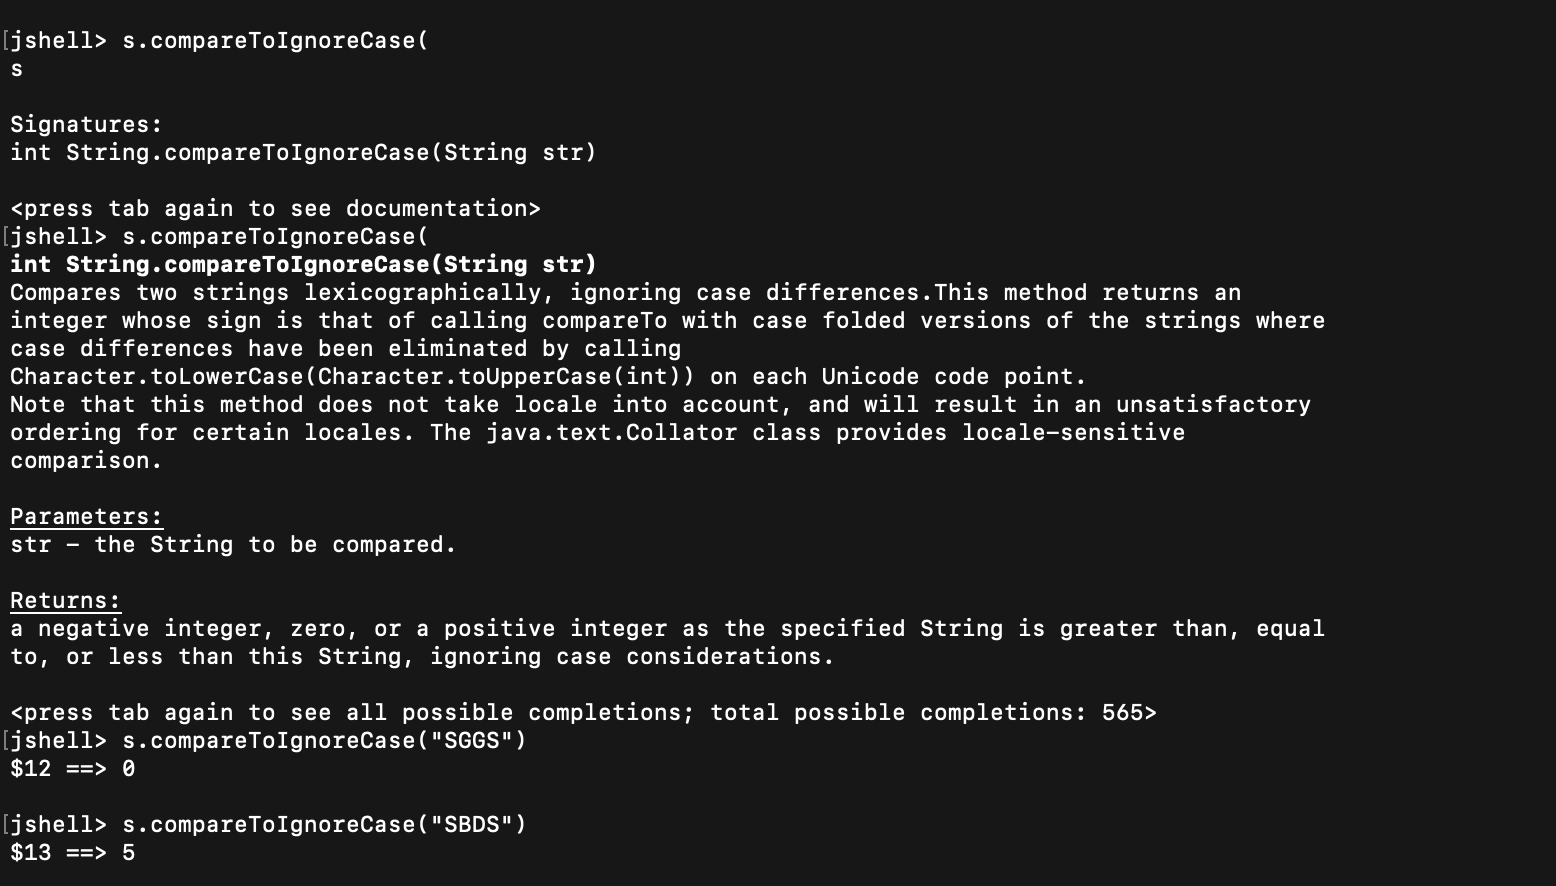 jshell> s.compareToIgnoreCase(
s
Signatures:
int String.compareToIgnoreCase(String str)
<press tab again to see documentation>
jshell> s.compareToIgnoreCase(
int String.compareToIgnoreCase(String str)
Compares two strings lexicographically, ignoring case differences.This method returns an
integer whose sign is that of calling compareTo with case folded versions of the strings where
case differences have been eliminated by calling
Character.toLowerCase(Character.toUpperCase(int)) on each Unicode code point.
Note that this method does not take locale into account, and will result in an unsatisfactory
ordering for certain locales. The java.text.Collator class provides locale-sensitive
comparison.
Parameters:
str - the String to be compared.
Returns:
a negative integer, zero, or a positive integer as the specified String is greater than, equal
to, or less than this String, ignoring case considerations.
<press tab again to see all possible completions; total possible completions: 565>
jshell> s.compareToIgnoreCase("SGGS")
$12 ==> 0
jshell> s.compareToIgnoreCase("SBDS")
$13 ==> 5